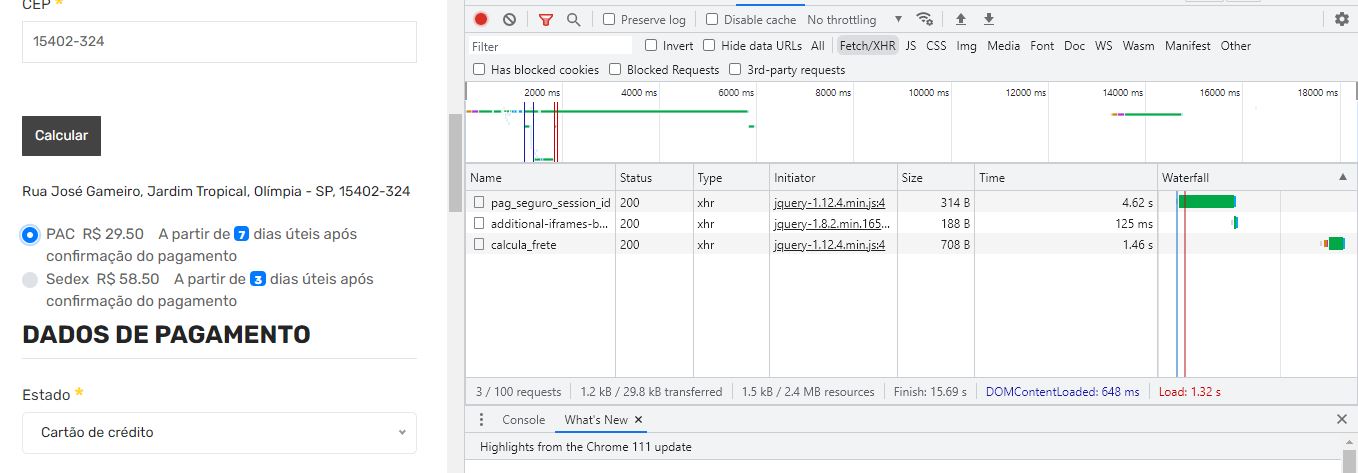 CEP *
15402-324
Calcular
Rua José Gameiro, Jardim Tropical, Olímpia - SP, 15402-324
PAC R$ 29.50 A partir de 7 dias úteis após
confirmação do pagamento
Sedex R$ 58.50 A partir de 3 dias úteis após
confirmação do pagamento
DADOS DE PAGAMENTO
Estado *
Cartão de crédito
Preserve log Disable cache No throttling
Filter Invert Hide data URLs All Fetch/XHR JS CSS Img Media Font Doc WS Wasm Manifest Other
Has blocked cookies Blocked Requests 3rd-party requests
2000 ms 4000 ms 6000 ms 8000 ms 10000 ms 12000 ms 14000 ms 16000 ms 18000 ms
Name Status Type Initiator Size Time Waterfall
pag_seguro_session_id 200 xhr jquery-1.12.4.min.js:4 314 B 4.62 s
additional-iframes-b... 200 xhr jquery-1.8.2.min.165... 188 B 125 ms
calcula_frete 200 xhr jquery-1.12.4.min.js:4 708 B 1.46 s
3 / 100 requests 1.2 kB / 29.8 kB transferred 1.5 kB / 2.4 MB resources Finish: 15.69 s DOMContentLoaded: 648 ms Load: 1.32 s
Console What's New
Highlights from the Chrome 111 update